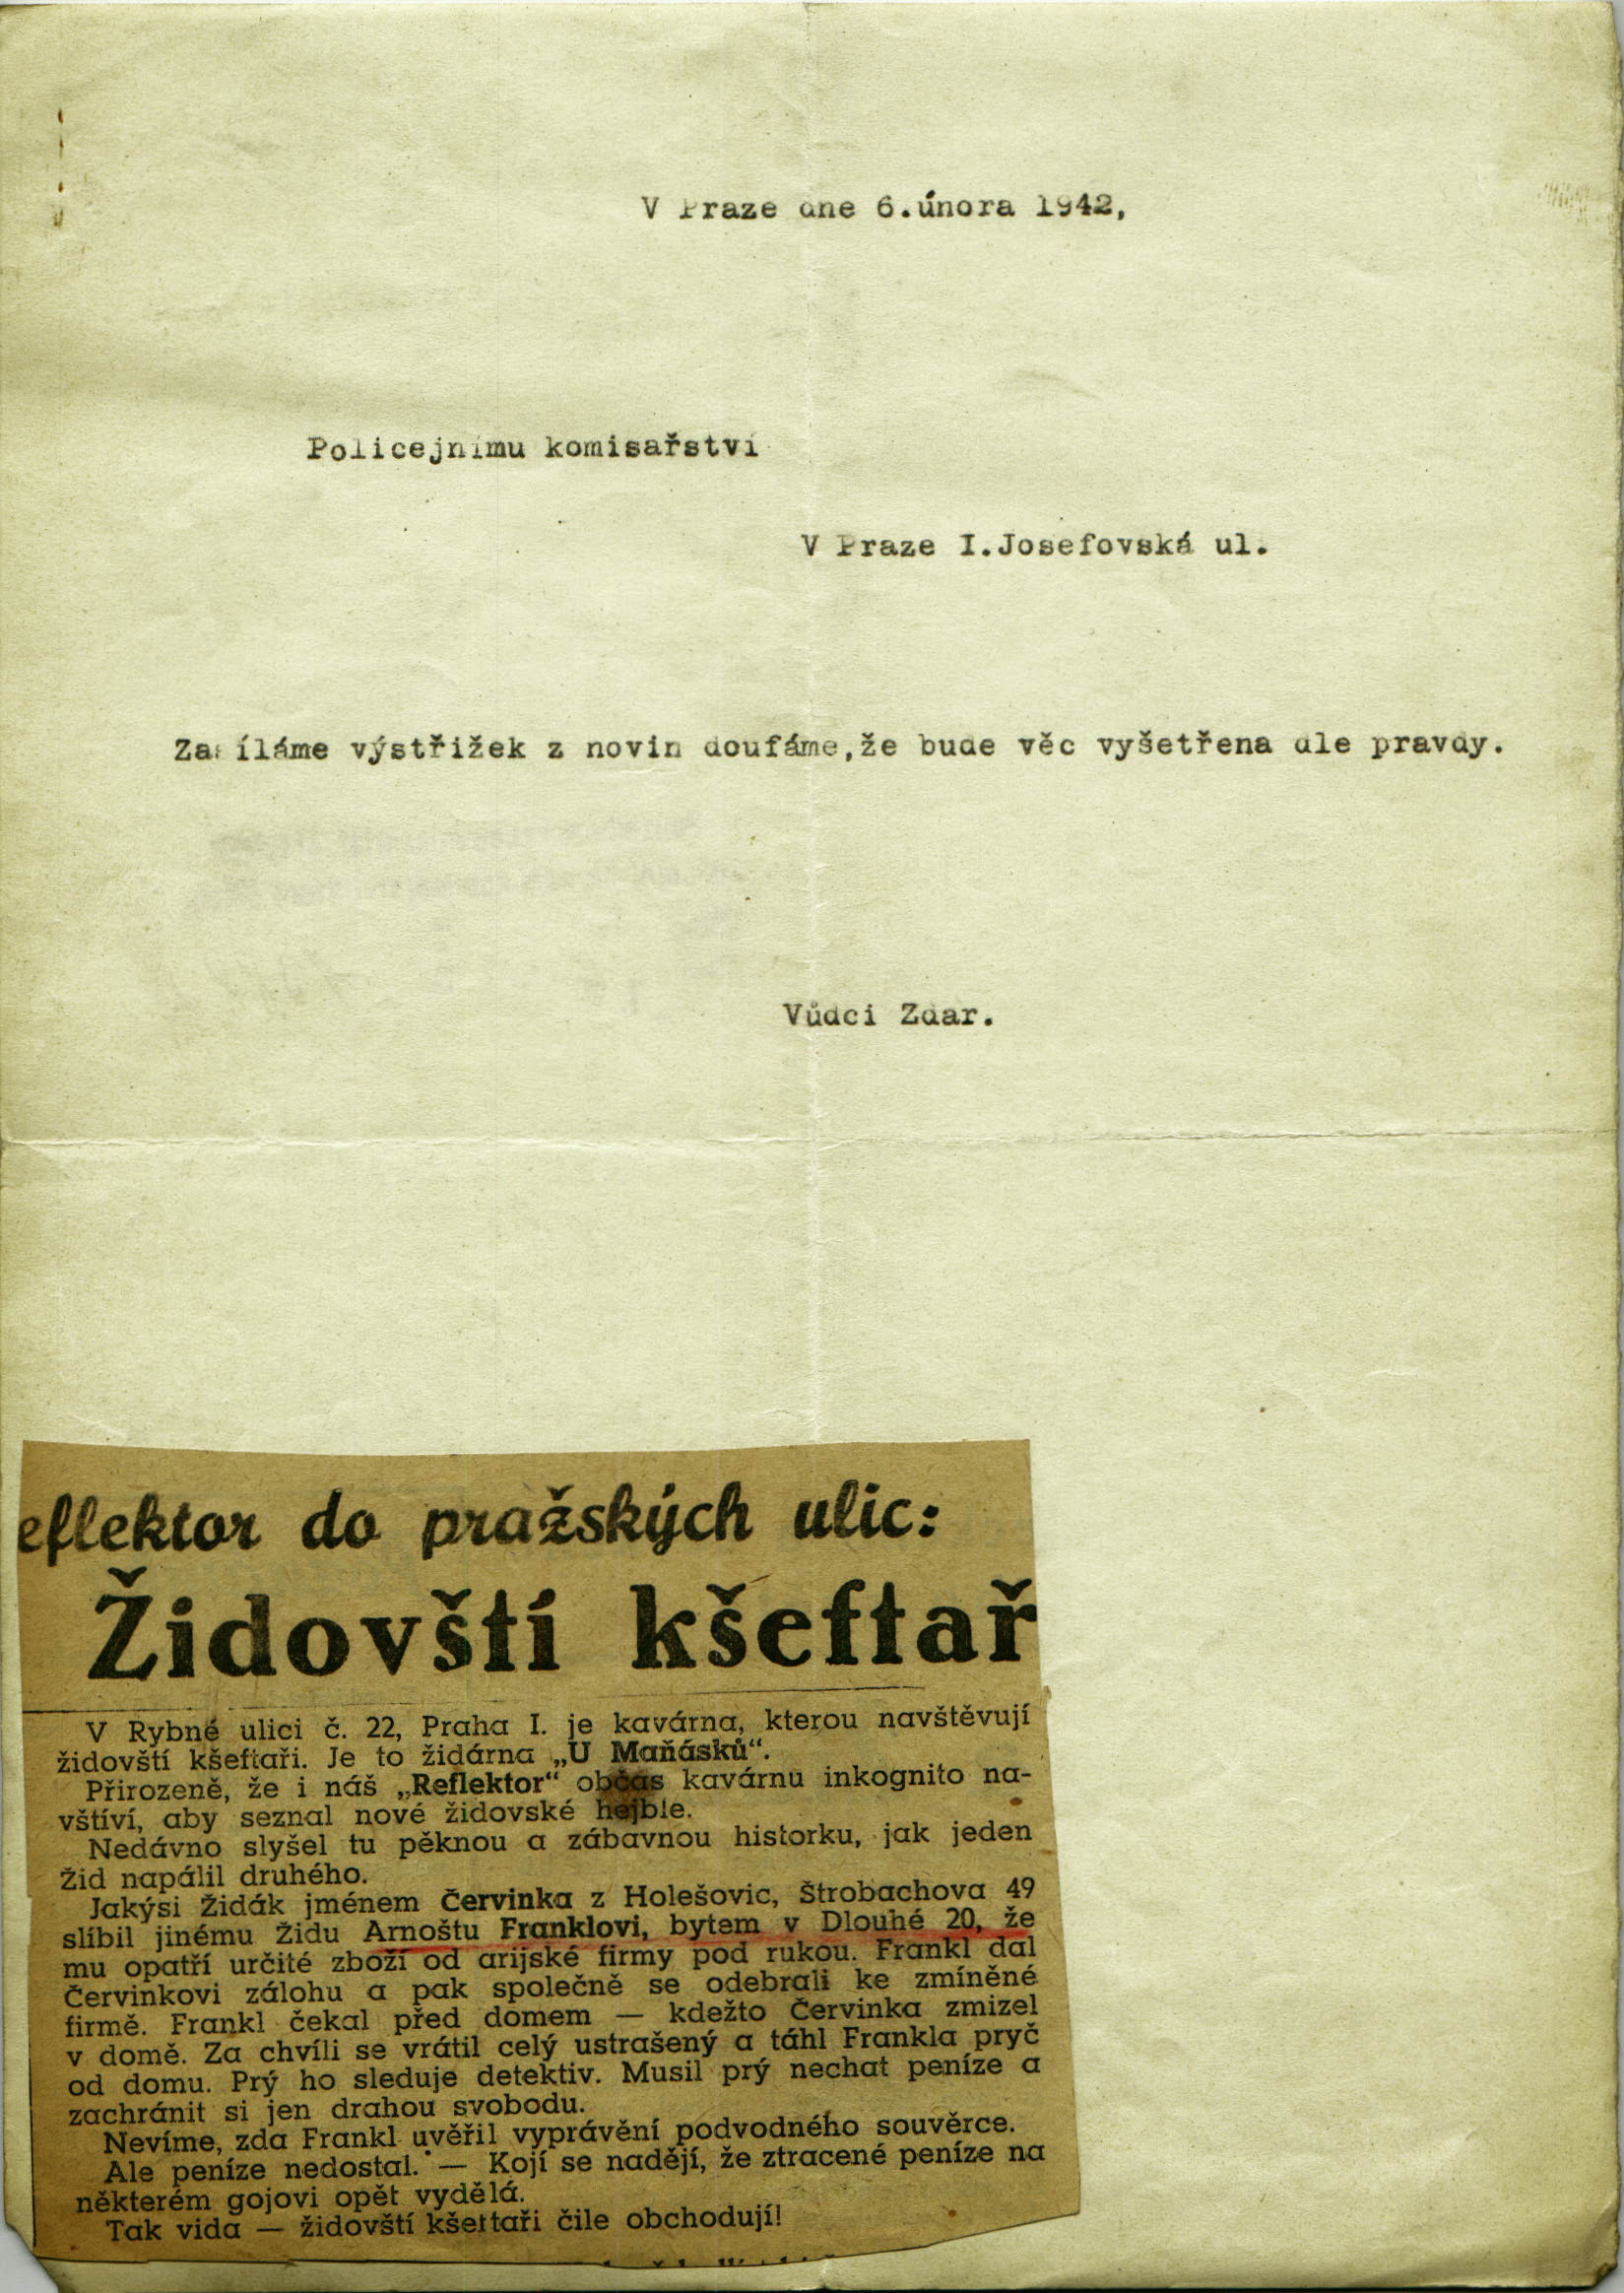 V Praze dne 6.února 1942,
Policejnímu komisařství
V Praze I.Josefovská ul.
Zasíláme výstřižek z novin doufáme,že bude věc vyšetřena dle pravdy.
Vůdci Zdar.
eflektor do pražských ulic:
Židovští kšeftař
V Rybné ulici č. 22, Praha I. je kavárna, kterou navštěvují
židovští kšeftaři. Je to židárna „U Maňásků“.
Přirozeně, že i náš „Reflektor“ občas kavárnu inkognito na-
vštíví, aby seznal nové židovské hejble.
Nedávno slyšel tu pěknou a zábavnou historku, jak jeden
Žid napálil druhého.
Jakýsi Židák jménem Červinka z Holešovic, Štrobachova 49
slíbil jinému Židu Arnoštu Franklovi, bytem v Dlouhé 20, že
mu opatří určité zboží od arijské firmy pod rukou. Frankl dal
Červinkovi zálohu a pak společně se odebrali ke zmíněné
firmě. Frankl čekal před domem — kdežto Červinka zmizel
v domě. Za chvíli se vrátil celý ustrašený a táhl Frankla pryč
od domu. Prý ho sleduje detektiv. Musil prý nechat peníze a
zachránit si jen drahou svobodu.
Nevíme, zda Frankl uvěřil vyprávění podvodného souvěrce.
Ale peníze nedostal. — Kojí se nadějí, že ztracené peníze na
některém gojovi opět vydělá.
Tak vida — židovští kšeftaři čile obchodují!